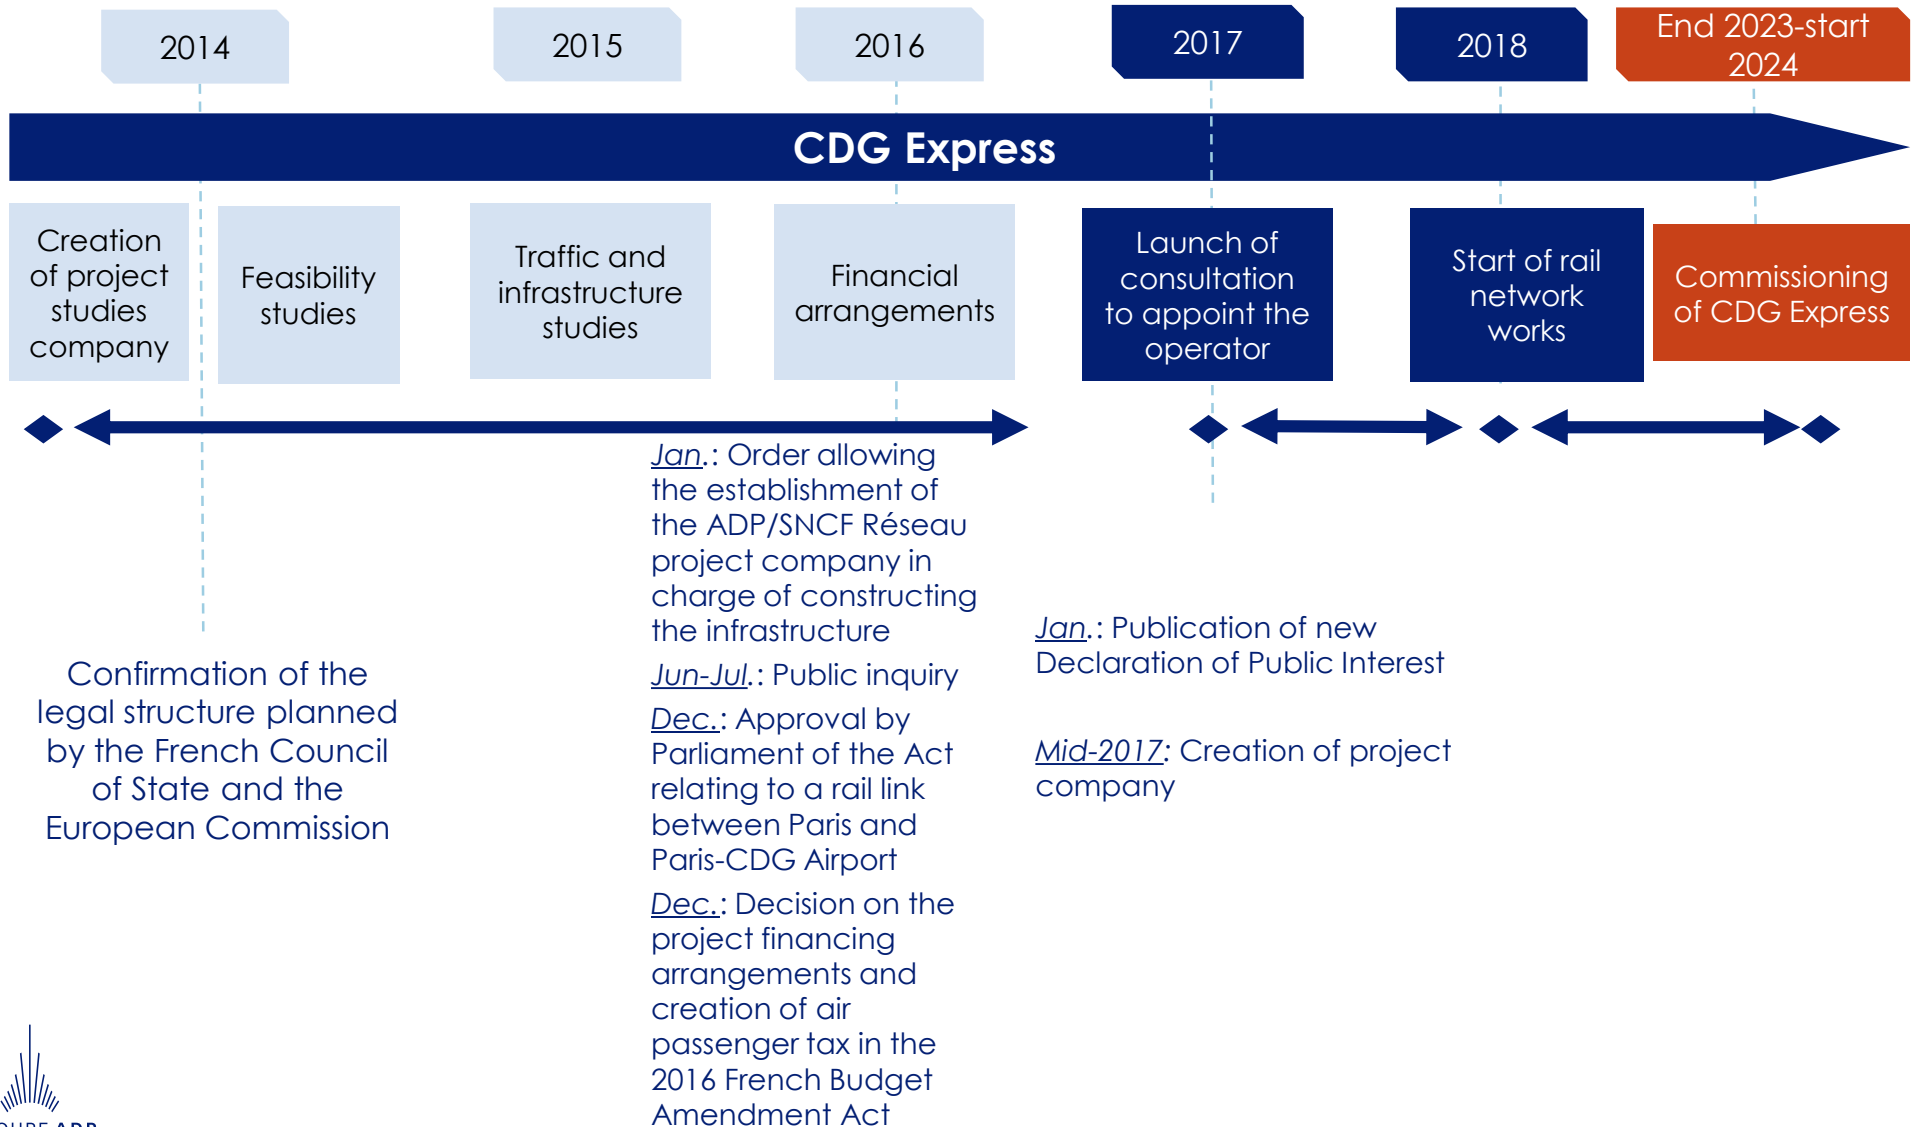 2014
2015
2016
2017
2018
End 2023-start
2024
CDG Express
Creation
of project
studies
company
Feasibility
studies
Traffic and
infrastructure
studies
Financial
arrangements
Launch of
consultation
to appoint the
operator
Start of rail
network
works
Commissioning
of CDG Express
Confirmation of the
legal structure planned
by the French Council
of State and the
European Commission
Jan.: Order allowing
the establishment of
the ADP/SNCF Réseau
project company in
charge of constructing
the infrastructure
Jun-Jul.: Public inquiry
Dec.: Approval by
Parliament of the Act
relating to a rail link
between Paris and
Paris-CDG Airport
Dec.: Decision on the
project financing
arrangements and
creation of air
passenger tax in the
2016 French Budget
Amendment Act
Jan.: Publication of new
Declaration of Public Interest
Mid-2017: Creation of project
company
ADP